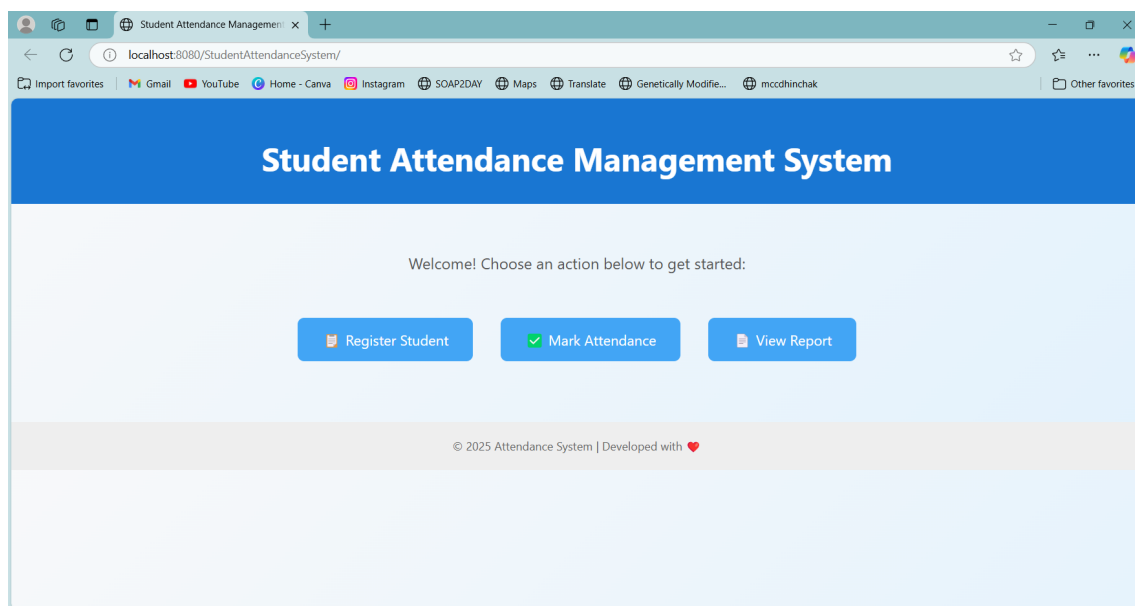 Student Attendance Management
localhost:8080/StudentAttendanceSystem/
Import favorites Gmail YouTube Home - Canva Instagram SOAP2DAY Maps Translate Genetically Modifie... mccdhinchak Other favorites
Student Attendance Management System
Welcome! Choose an action below to get started:
Register Student Mark Attendance View Report
© 2025 Attendance System | Developed with ❤